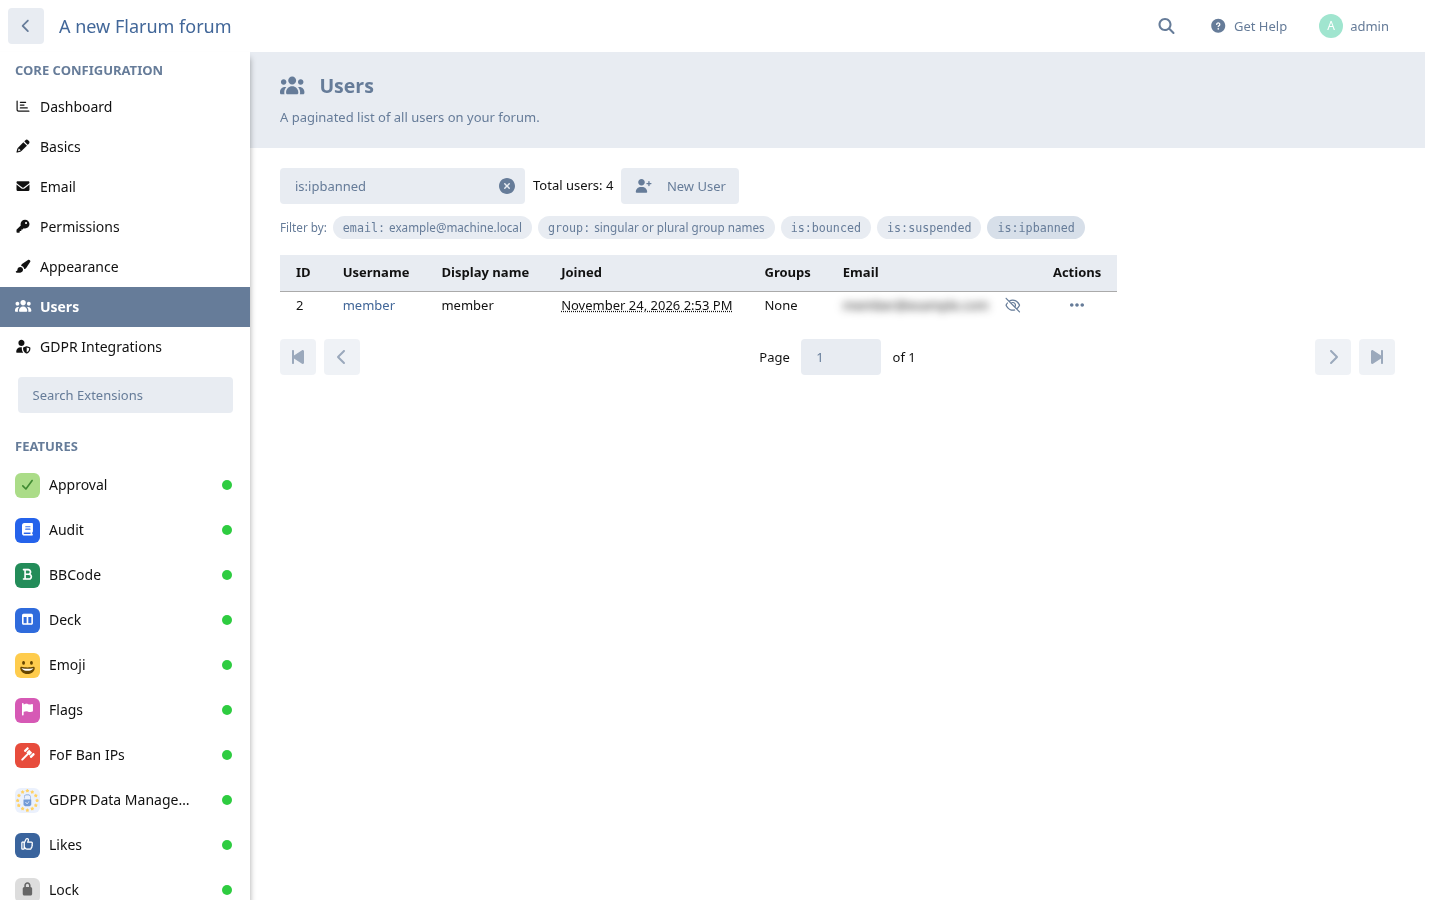 A new Flarum forum
Get Help
A
admin
CORE CONFIGURATION
Dashboard
Basics
Email
Permissions
Appearance
Users
GDPR Integrations
Search Extensions
FEATURES
Approval
Audit
BBCode
Deck
Emoji
Flags
FoF Ban IPs
GDPR Data Manage...
Likes
Lock
Users
A paginated list of all users on your forum.
is:ipbanned
Total users: 4
New User
Filter by: email: example@machine.local group: singular or plural group names is:bounced is:suspended is:ipbanned
ID Username Display name Joined Groups Email Actions
2 member member November 24, 2026 2:53 PM None
Page 1 of 1